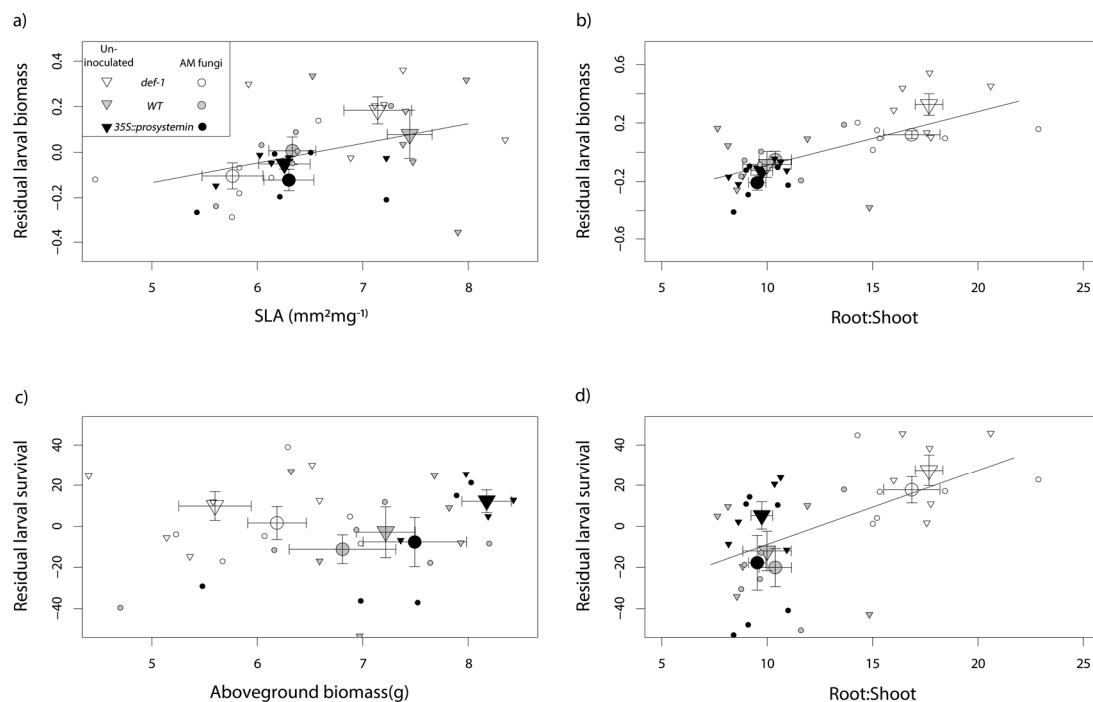 a)
Residual larval biomass
0.4
0.2
0.0
−0.2
−0.4
Un-
inoculated
AM fungi
def-1
WT
35S::prosystemin
5
6
7
8
SLA (mm²mg⁻¹)
b)
Residual larval biomass
0.6
0.2
−0.2
−0.6
5
10
15
20
25
Root:Shoot
c)
Residual larval survival
40
20
0
−20
−40
5
6
7
8
Aboveground biomass(g)
d)
Residual larval survival
40
20
0
−20
−40
5
10
15
20
25
Root:Shoot